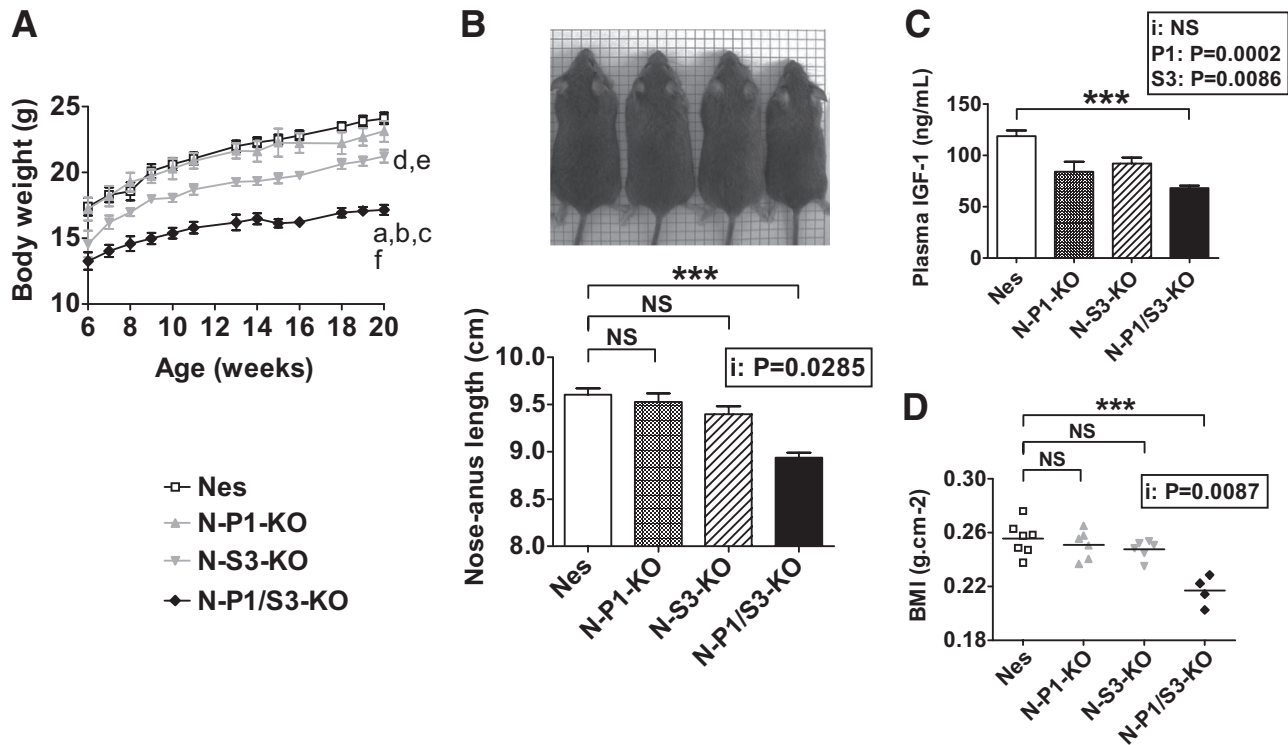 A
Body weight (g)
25
20
15
10
6 8 10 12 14 16 18 20
Age (weeks)
d,e
a,b,c
f
Nes
N-P1-KO
N-S3-KO
N-P1/S3-KO
B
***
NS
NS
i: P=0.0285
Nose-anus length (cm)
10.0
9.5
9.0
8.5
8.0
Nes
N-P1-KO
N-S3-KO
N-P1/S3-KO
C
i: NS
P1: P=0.0002
S3: P=0.0086
***
Plasma IGF-1 (ng/mL)
150
100
50
0
Nes
N-P1-KO
N-S3-KO
N-P1/S3-KO
D
***
NS
NS
i: P=0.0087
BMI (g.cm-2)
0.30
0.26
0.22
0.18
Nes
N-P1-KO
N-S3-KO
N-P1/S3-KO